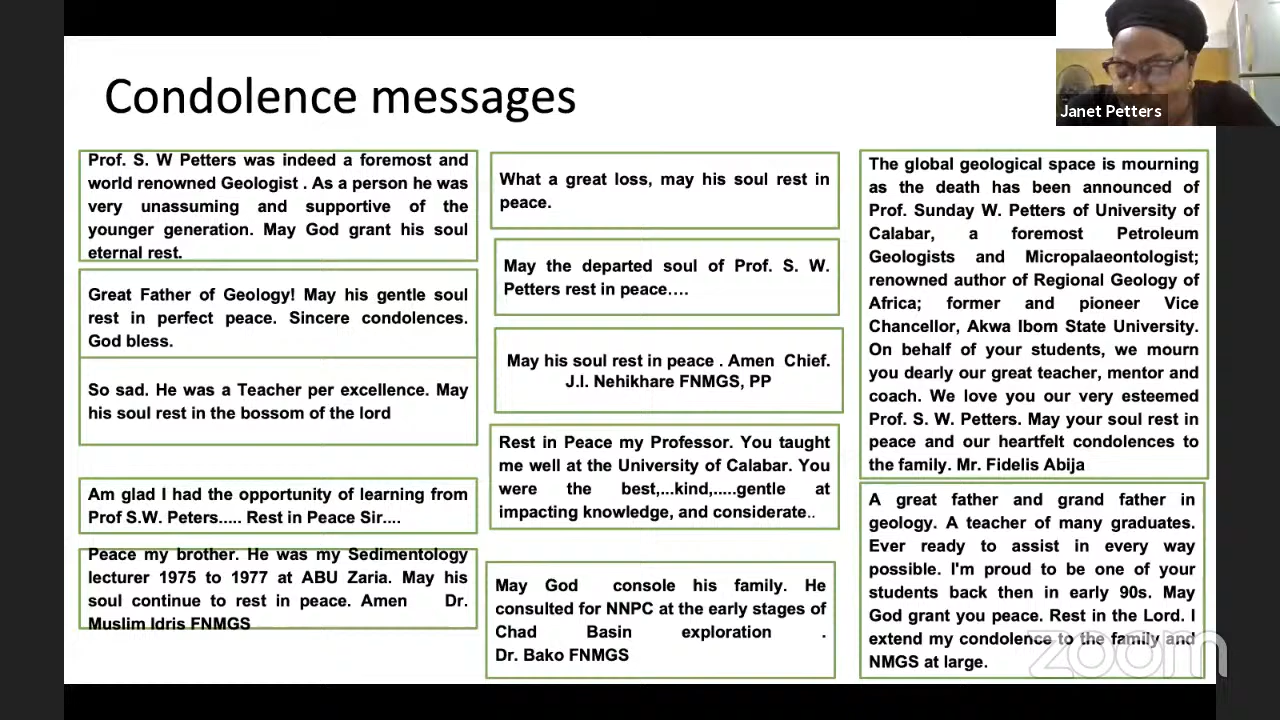 Condolence messages
Janet Petters
Prof. S. W Petters was indeed a foremost and
world renowned Geologist . As a person he was
very unassuming and supportive of the
younger generation. May God grant his soul
eternal rest.
Great Father of Geology! May his gentle soul
rest in perfect peace. Sincere condolences.
God bless.
So sad. He was a Teacher per excellence. May
his soul rest in the bossom of the lord
Am glad I had the opportunity of learning from
Prof S.W. Peters..... Rest in Peace Sir....
Peace my brother. He was my Sedimentology
lecturer 1975 to 1977 at ABU Zaria. May his
soul continue to rest in peace. Amen Dr.
Muslim Idris FNMGS
What a great loss, may his soul rest in
peace.
May the departed soul of Prof. S. W.
Petters rest in peace….
May his soul rest in peace . Amen Chief.
J.I. Nehikhare FNMGS, PP
Rest in Peace my Professor. You taught
me well at the University of Calabar. You
were the best,...kind,.....gentle at
impacting knowledge, and considerate..
May God console his family. He
consulted for NNPC at the early stages of
Chad Basin exploration .
Dr. Bako FNMGS
The global geological space is mourning
as the death has been announced of
Prof. Sunday W. Petters of University of
Calabar, a foremost Petroleum
Geologists and Micropalaeontologist;
renowned author of Regional Geology of
Africa; former and pioneer Vice
Chancellor, Akwa Ibom State University.
On behalf of your students, we mourn
you dearly our great teacher, mentor and
coach. We love you our very esteemed
Prof. S. W. Petters. May your soul rest in
peace and our heartfelt condolences to
the family. Mr. Fidelis Abija
A great father and grand father in
geology. A teacher of many graduates.
Ever ready to assist in every way
possible. I'm proud to be one of your
students back then in early 90s. May
God grant you peace. Rest in the Lord. I
extend my condolence to the family and
NMGS at large.
zoom